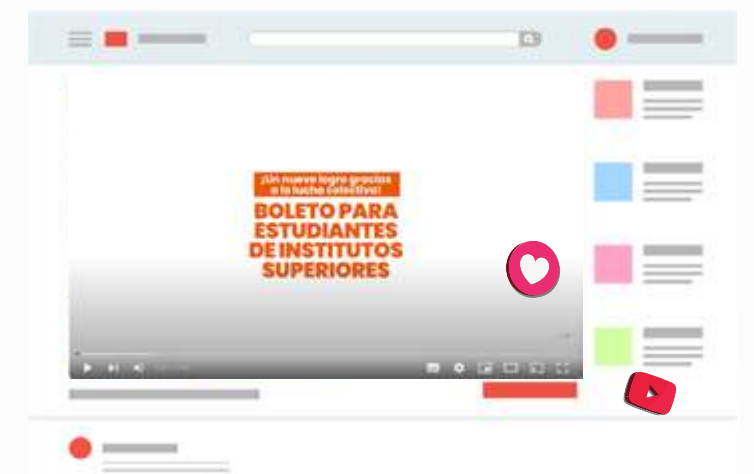 ¡Un nuevo logro gracias
a la lucha colectiva!
BOLETO PARA
ESTUDIANTES
DE INSTITUTOS
SUPERIORES